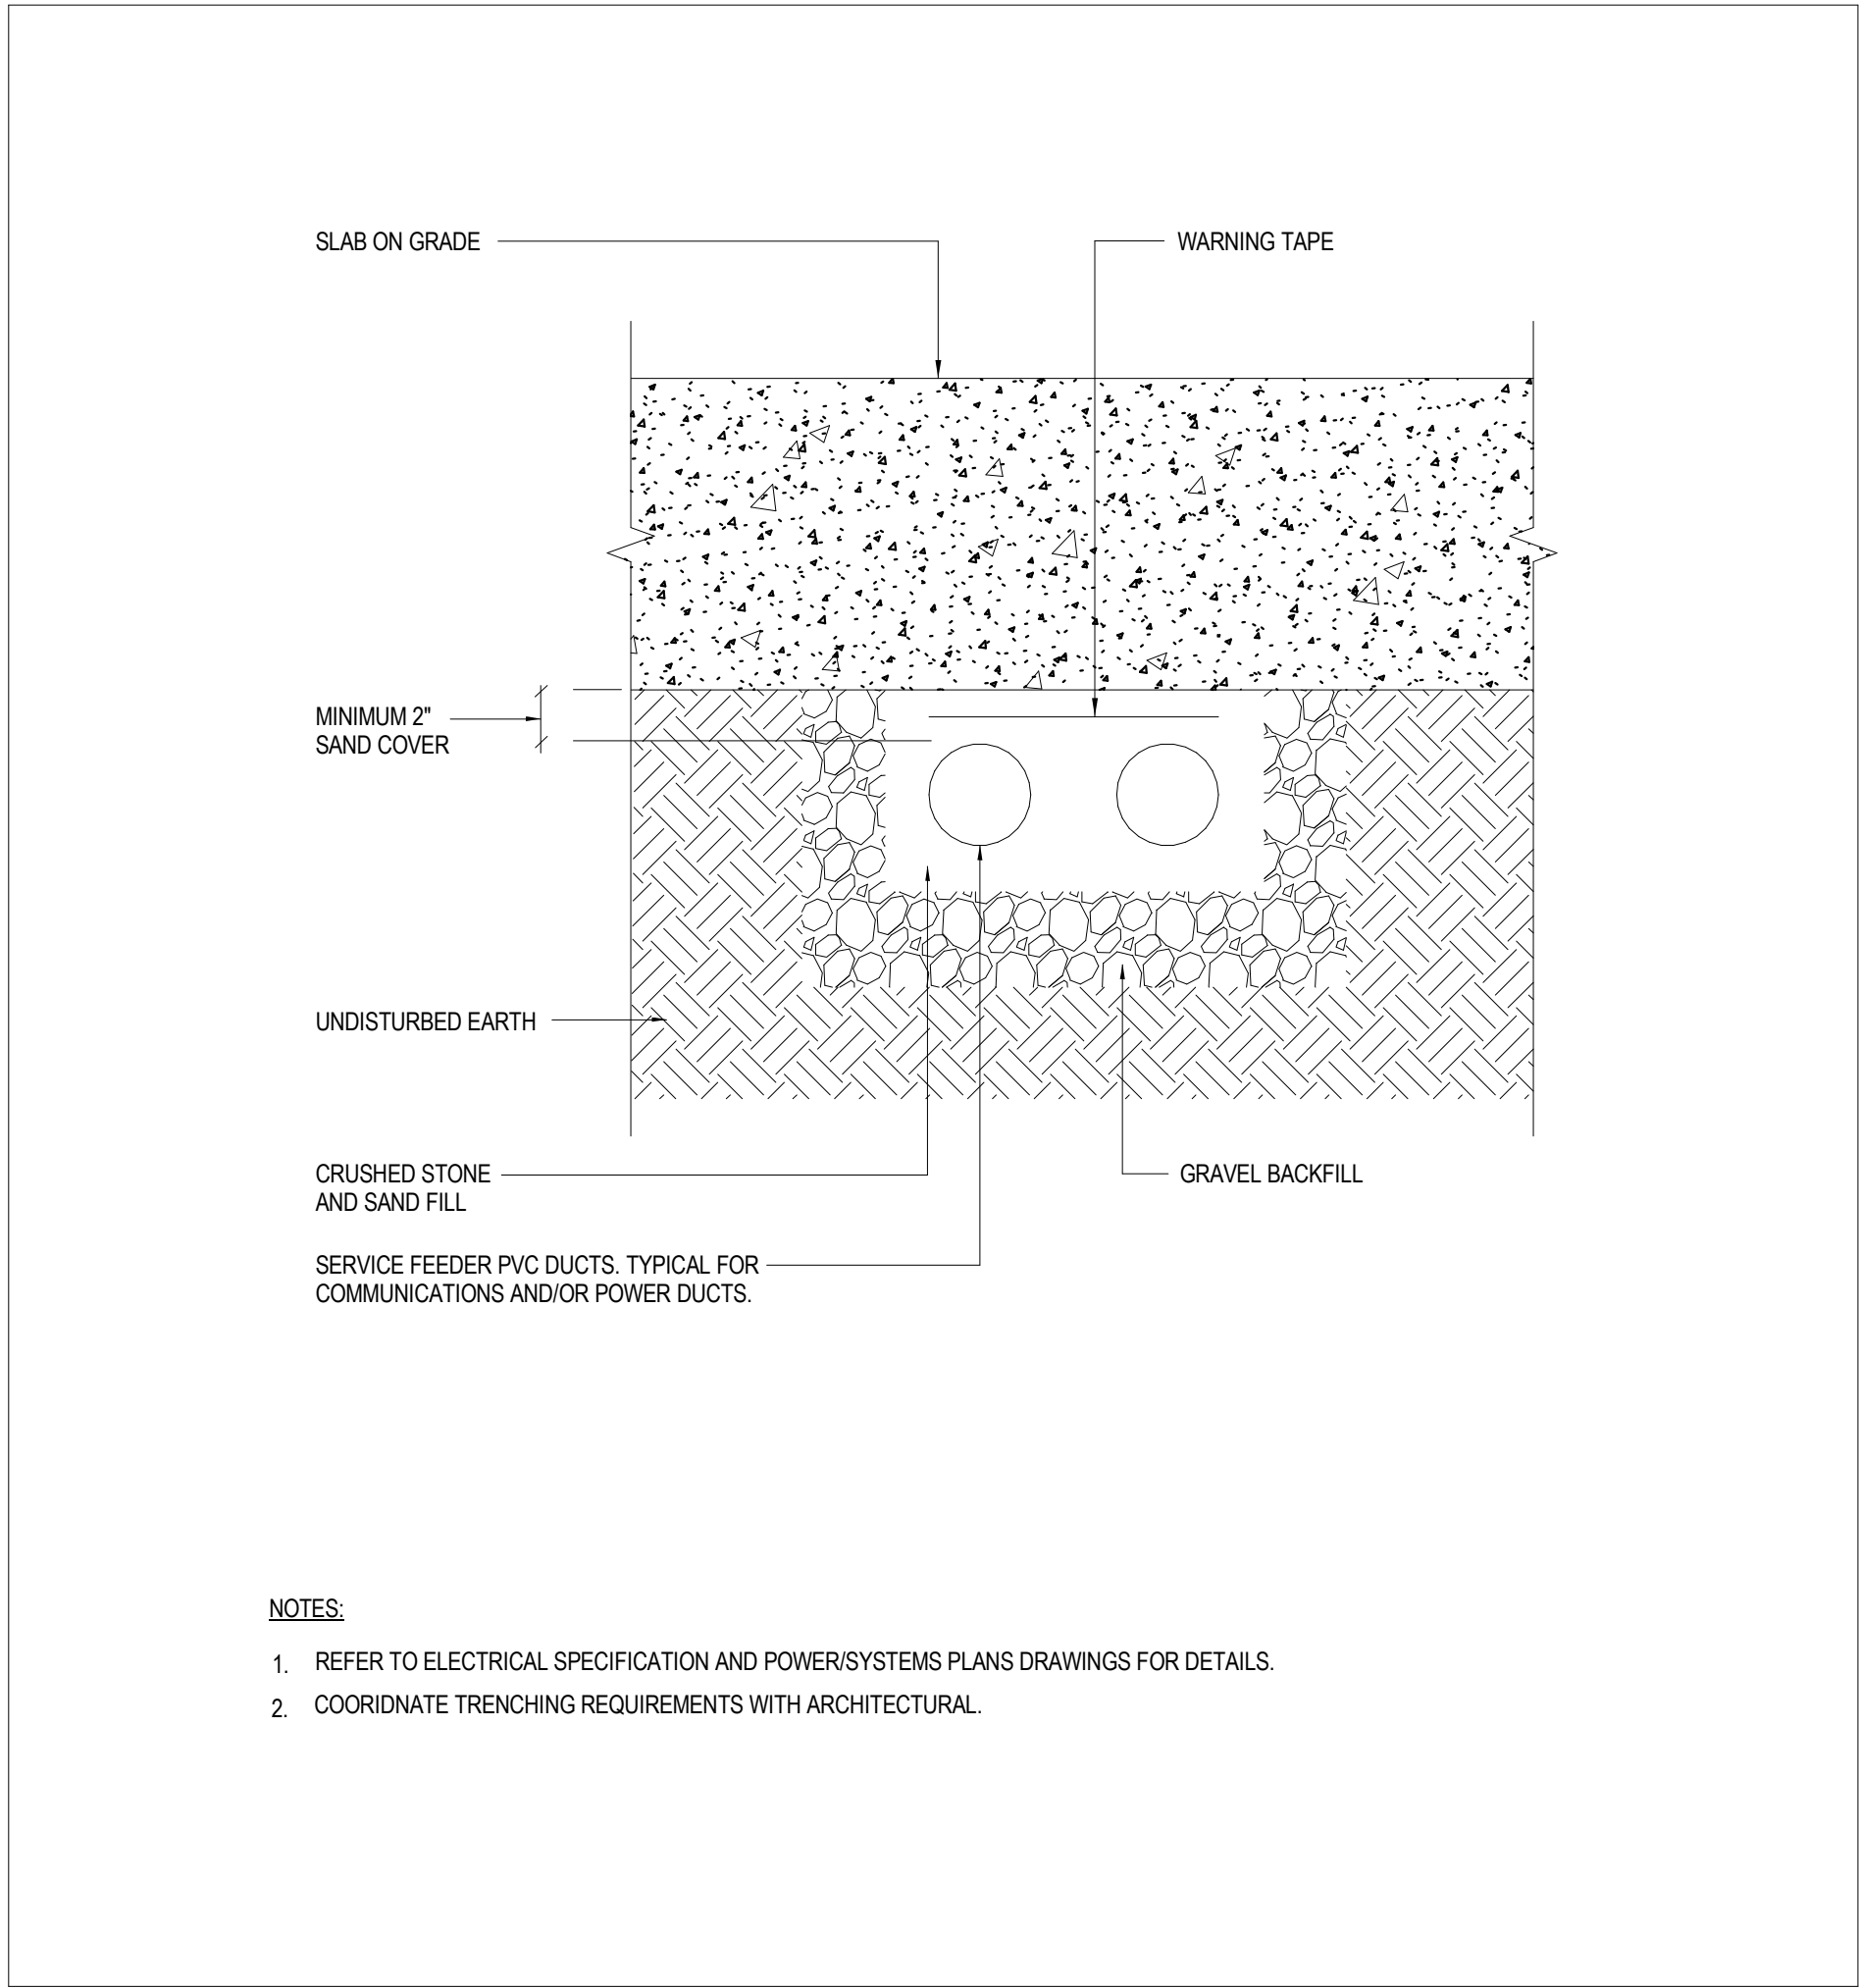 SLAB ON GRADE
WARNING TAPE
MINIMUM 2"
SAND COVER
UNDISTURBED EARTH
CRUSHED STONE
AND SAND FILL
GRAVEL BACKFILL
SERVICE FEEDER PVC DUCTS. TYPICAL FOR
COMMUNICATIONS AND/OR POWER DUCTS.
NOTES:
1. REFER TO ELECTRICAL SPECIFICATION AND POWER/SYSTEMS PLANS DRAWINGS FOR DETAILS.
2. COORIDNATE TRENCHING REQUIREMENTS WITH ARCHITECTURAL.